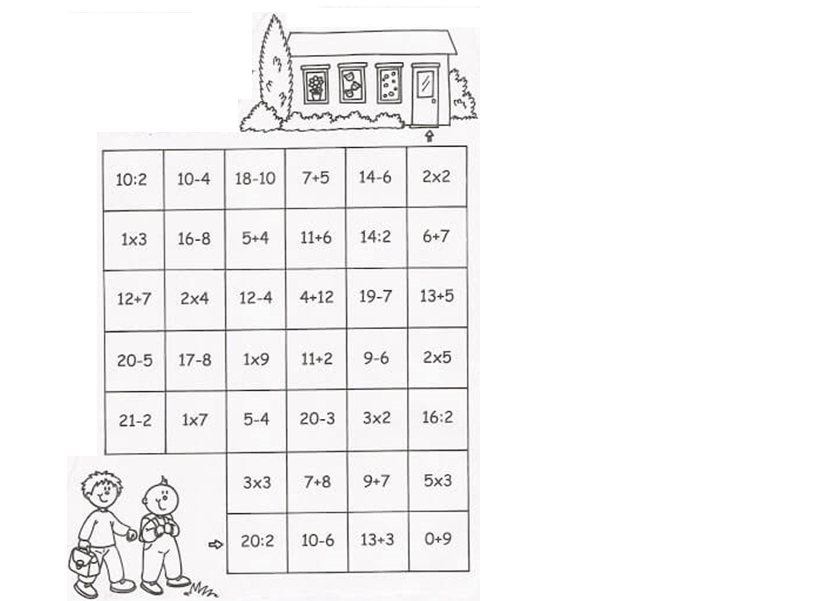 10:2 10-4 18-10 7+5 14-6 2x2
1x3 16-8 5+4 11+6 14:2 6+7
12+7 2x4 12-4 4+12 19-7 13+5
20-5 17-8 1x9 11+2 9-6 2x5
21-2 1x7 5-4 20-3 3x2 16:2
3x3 7+8 9+7 5x3
20:2 10-6 13+3 0+9